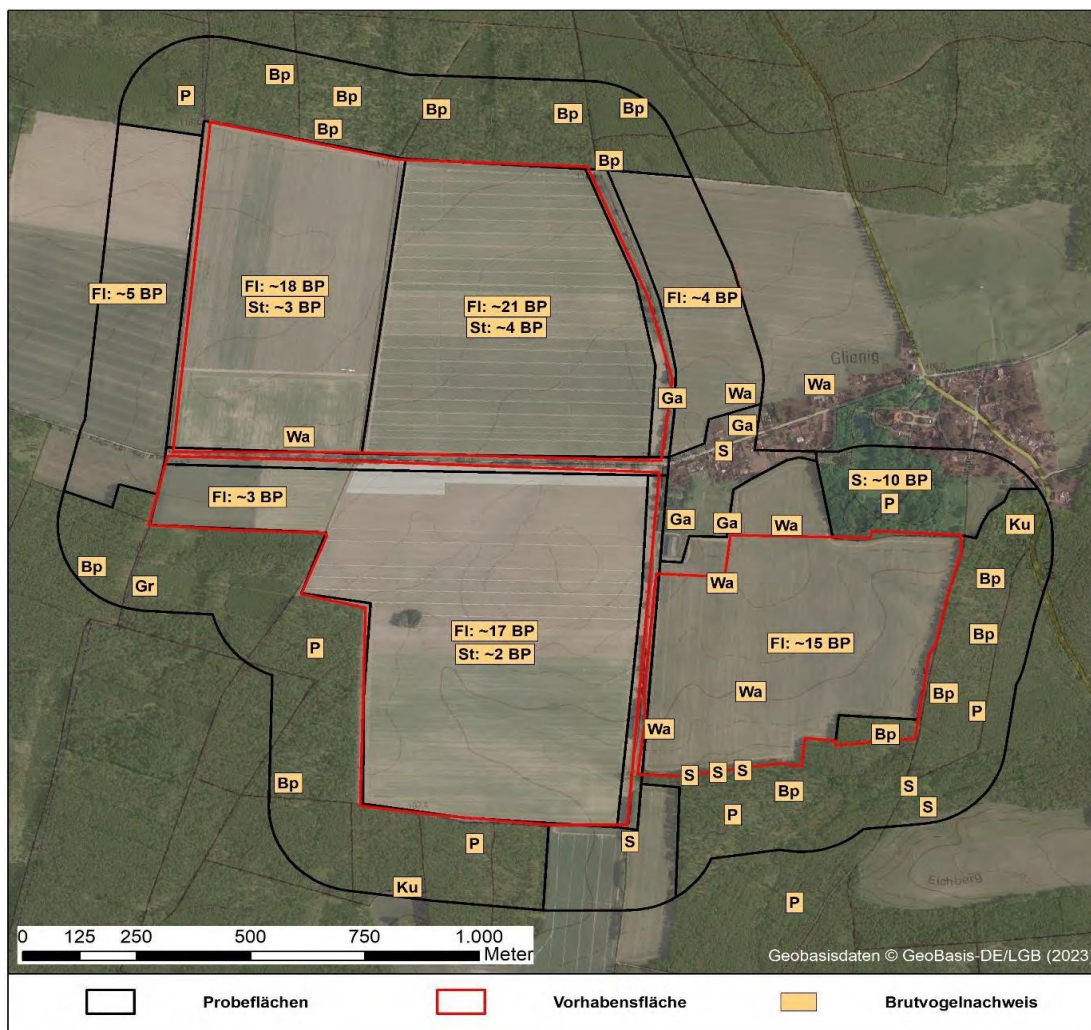 Bp
P
Bp
Bp
Bp
Bp
Bp
Bp
Fl: ~5 BP
Fl: ~18 BP
St: ~3 BP
Fl: ~21 BP
St: ~4 BP
Fl: ~4 BP
Glienig
Wa
Wa
Ga
Ga
Wa
S
Fl: ~3 BP
S: ~10 BP
P
Ga
Ga
Wa
Ku
Bp
Gr
Wa
Bp
P
Fl: ~17 BP
St: ~2 BP
Fl: ~15 BP
Bp
Wa
Bp
P
Wa
Bp
S
S
S
Bp
Bp
S
S
P
S
P
Ku
Eichberg
P
0 125 250 500 750 1.000
Meter
Geobasisdaten © GeoBasis-DE/LGB (2023
Probeflächen Vorhabensfläche Brutvogelnachweis